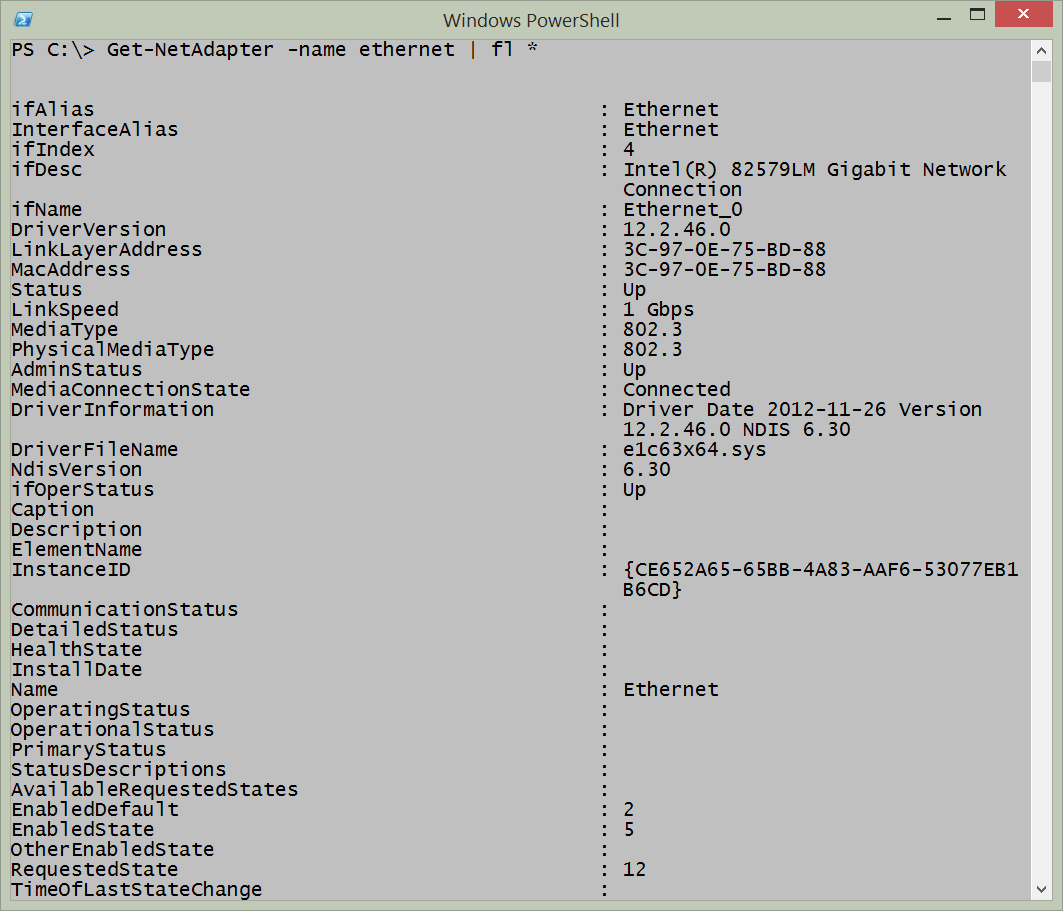 Windows PowerShell
PS C:\> Get-NetAdapter -name ethernet | fl *
ifAlias : Ethernet
InterfaceAlias : Ethernet
ifIndex : 4
ifDesc : Intel(R) 82579LM Gigabit Network
Connection
ifName : Ethernet_0
DriverVersion : 12.2.46.0
LinkLayerAddress : 3C-97-0E-75-BD-88
MacAddress : 3C-97-0E-75-BD-88
Status : Up
LinkSpeed : 1 Gbps
MediaType : 802.3
PhysicalMediaType : 802.3
AdminStatus : Up
MediaConnectionState : Connected
DriverInformation : Driver Date 2012-11-26 Version
12.2.46.0 NDIS 6.30
DriverFileName : e1c63x64.sys
NdisVersion : 6.30
ifOperStatus : Up
Caption :
Description :
ElementName :
InstanceID : {CE652A65-65BB-4A83-AAF6-53077EB1
B6CD}
CommunicationStatus :
DetailedStatus :
HealthState :
InstallDate :
Name : Ethernet
OperatingStatus :
OperationalStatus :
PrimaryStatus :
StatusDescriptions :
AvailableRequestedStates :
EnabledDefault : 2
EnabledState : 5
OtherEnabledState :
RequestedState : 12
TimeOfLastStateChange :